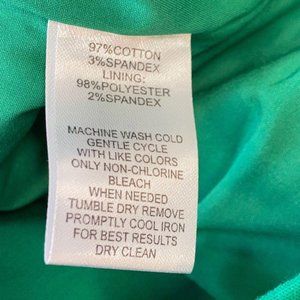 97%COTTON
3%SPANDEX
LINING:
98%POLYESTER
2%SPANDEX
MACHINE WASH COLD
GENTLE CYCLE
WITH LIKE COLORS
ONLY NON-CHLORINE
BLEACH
WHEN NEEDED
TUMBLE DRY REMOVE
PROMPTLY COOL IRON
FOR BEST RESULTS
DRY CLEAN